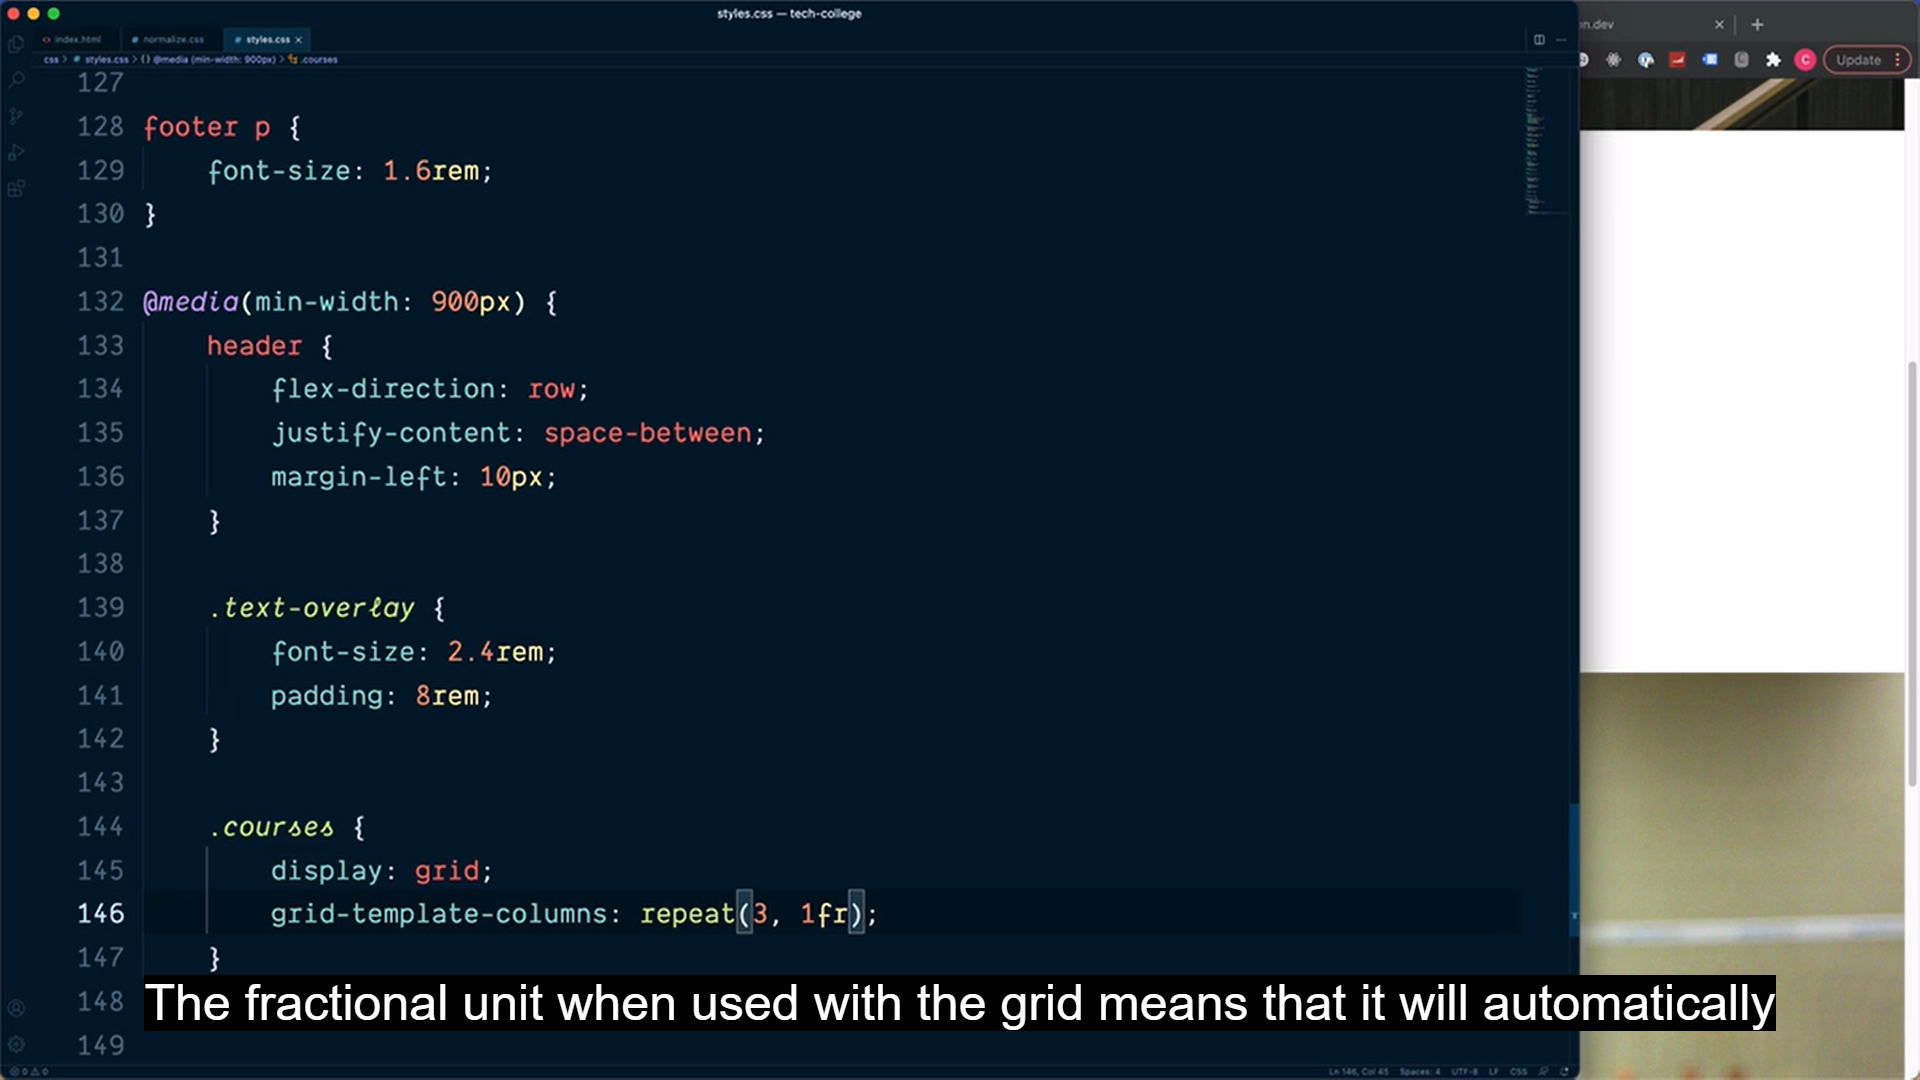 styles.css — tech-college
index.html
normalize.css
styles.css
css > styles.css > {} @media (min-width: 900px) > .courses
n.dev
Update
C
127
128 footer p {
129 font-size: 1.6rem;
130 }
131
132 @media(min-width: 900px) {
133 header {
134 flex-direction: row;
135 justify-content: space-between;
136 margin-left: 10px;
137 }
138
139 .text-overlay {
140 font-size: 2.4rem;
141 padding: 8rem;
142 }
143
144 .courses {
145 display: grid;
146 grid-template-columns: repeat(3, 1fr);
147 }
148
149
The fractional unit when used with the grid means that it will automatically
0 0
Ln 146, Col 45 Spaces: 4 UTF-8 LF CSS